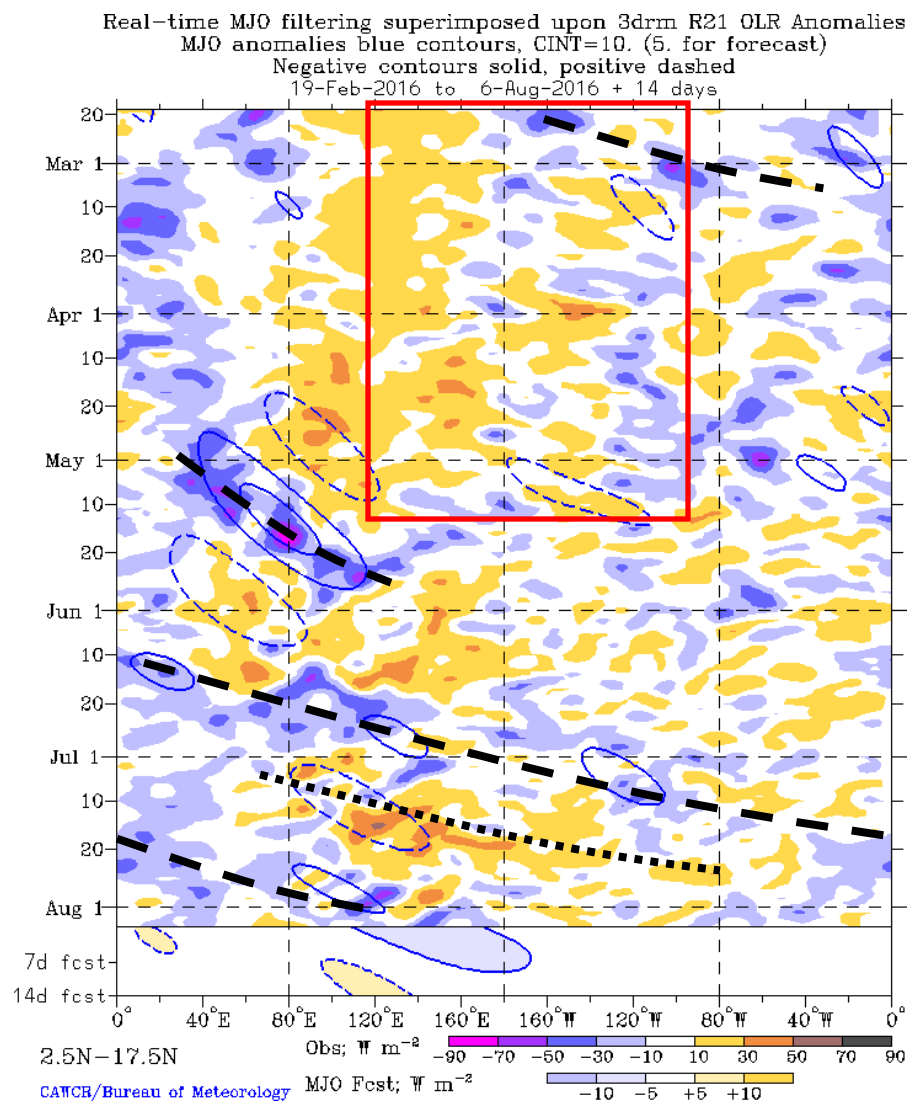 Real-time MJO filtering superimposed upon 3drm R21 OLR Anomalies
MJO anomalies blue contours, CINT=10. (5. for forecast)
Negative contours solid, positive dashed
19-Feb-2016 to 6-Aug-2016 + 14 days
20
Mar 1
10
20
Apr 1
10
20
May 1
10
20
Jun 1
10
20
Jul 1
10
20
Aug 1
7d fcst
14d fcst
0° 40°E 80°E 120°E 160°E 160°W 120°W 80°W 40°W 0°
2.5N-17.5N
Obs; W m⁻²
-90 -70 -50 -30 -10 10 30 50 70 90
CAWCR/Bureau of Meteorology
MJO Fcst; W m⁻²
-10 -5 +5 +10